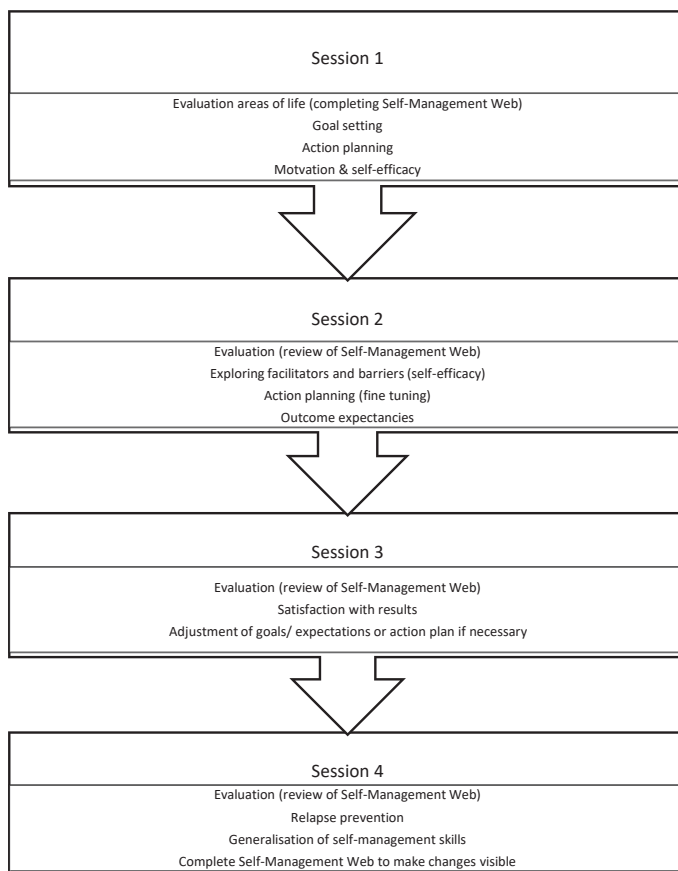 Session 1
Evaluation areas of life (completing Self-Management Web)
Goal setting
Action planning
Motvation & self-efficacy
Session 2
Evaluation (review of Self-Management Web)
Exploring facilitators and barriers (self-efficacy)
Action planning (fine tuning)
Outcome expectancies
Session 3
Evaluation (review of Self-Management Web)
Satisfaction with results
Adjustment of goals/ expectations or action plan if necessary
Session 4
Evaluation (review of Self-Management Web)
Relapse prevention
Generalisation of self-management skills
Complete Self-Management Web to make changes visible